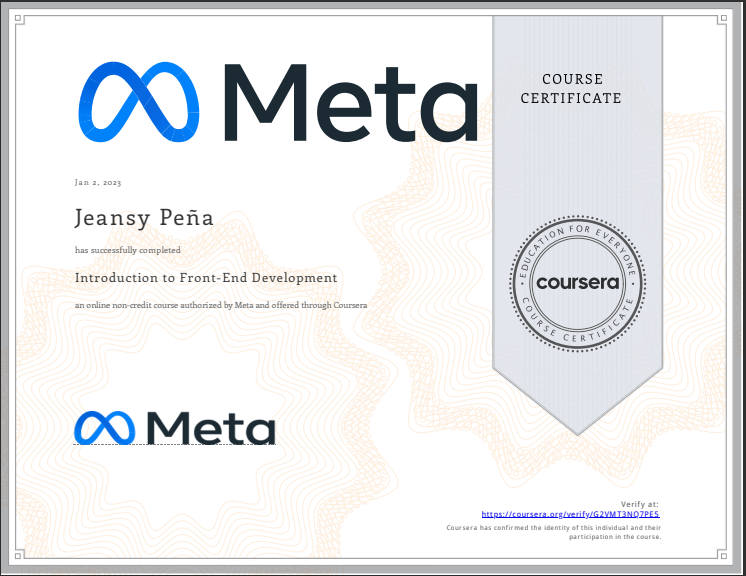 Meta
COURSE
CERTIFICATE
Jan 2, 2023
Jeansy Peña
has successfully completed
Introduction to Front-End Development
an online non-credit course authorized by Meta and offered through Coursera
EDUCATION FOR EVERYONE
coursera
COURSE CERTIFICATE
Meta
Verify at:
https://coursera.org/verify/G2VMT3NQ7PE5
Coursera has confirmed the identity of this individual and their
participation in the course.